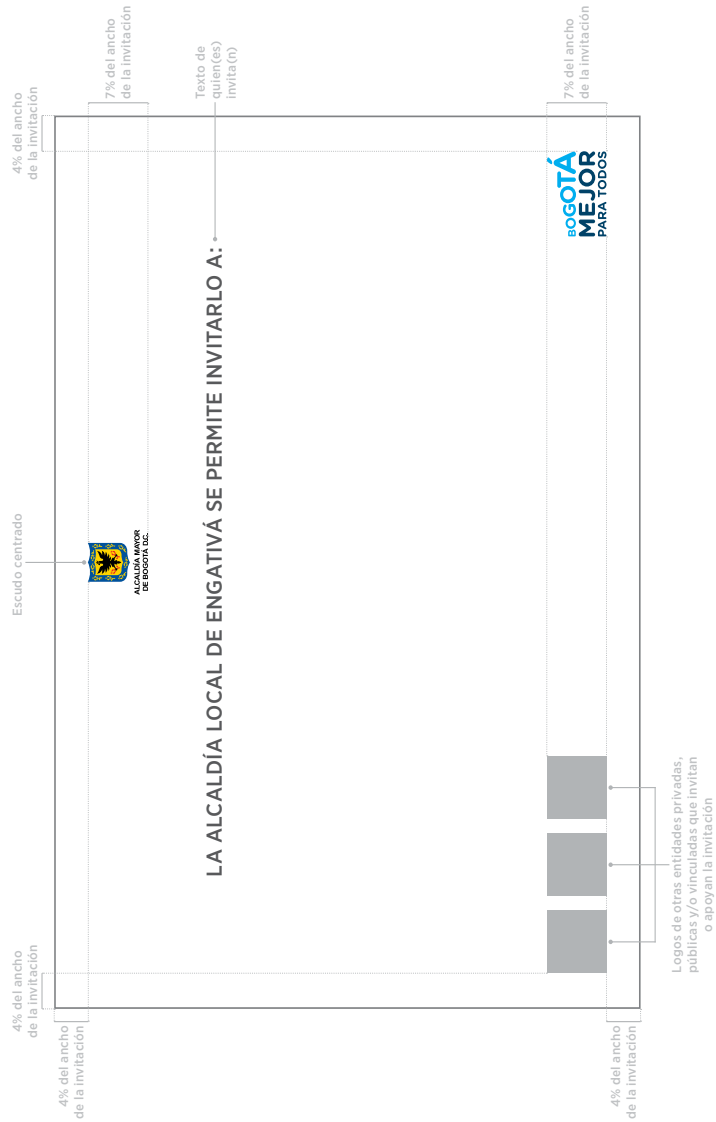 4% del ancho
de la invitación
Escudo centrado
4% del ancho
de la invitación
4% del ancho
de la invitación
ALCALDÍA MAYOR
DE BOGOTÁ D.C.
7% del ancho
de la invitación
LA ALCALDÍA LOCAL DE ENGATIVÁ SE PERMITE INVITARLO A:
Texto de
quien(es)
invita(n)
BOGOTÁ
MEJOR
PARA TODOS
7% del ancho
de la invitación
4% del ancho
de la invitación
Logos de otras entidades privadas,
públicas y/o vinculadas que invitan
o apoyan la invitación